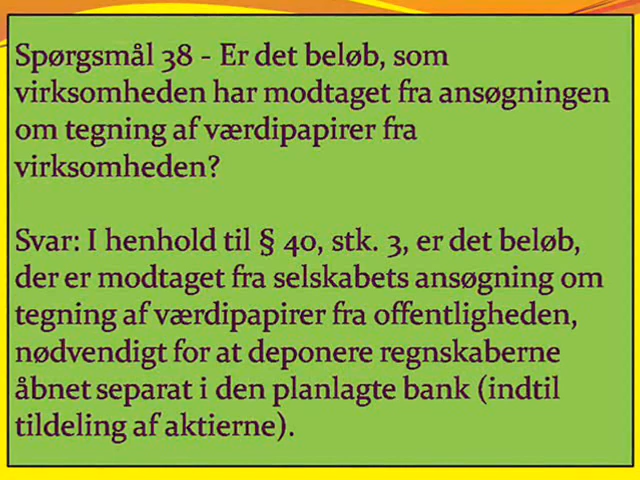 Spørgsmål 38 - Er det beløb, som
virksomheden har modtaget fra ansøgningen
om tegning af værdipapirer fra
virksomheden?
Svar: I henhold til § 40, stk. 3, er det beløb,
der er modtaget fra selskabets ansøgning om
tegning af værdipapirer fra offentligheden,
nødvendigt for at deponere regnskaberne
åbnet separat i den planlagte bank (indtil
tildeling af aktierne).